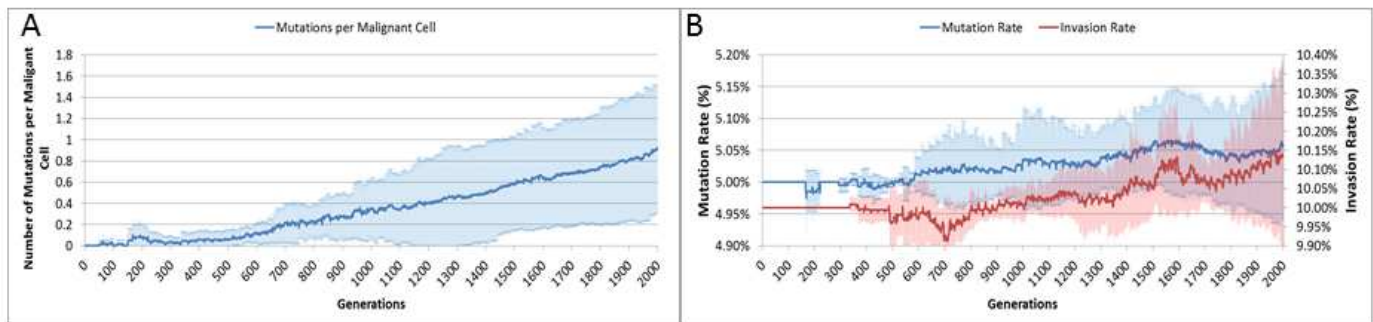 A
Mutations per Malignant Cell
Number of Mutations per Maligant
Cell
1.8
1.6
1.4
1.2
1
0.8
0.6
0.4
0.2
0
0 100 200 300 400 500 600 700 800 900 1000 1100 1200 1300 1400 1500 1600 1700 1800 1900 2000
Generations
B
Mutation Rate Invasion Rate
Mutation Rate (%)
5.20%
5.15%
5.10%
5.05%
5.00%
4.95%
4.90%
10.40%
10.35%
10.30%
10.25%
10.20%
10.15%
10.10%
10.05%
10.00%
9.95%
9.90%
Invasion Rate (%)
0 100 200 300 400 500 600 700 800 900 1000 1100 1200 1300 1400 1500 1600 1700 1800 1900 2000
Generations